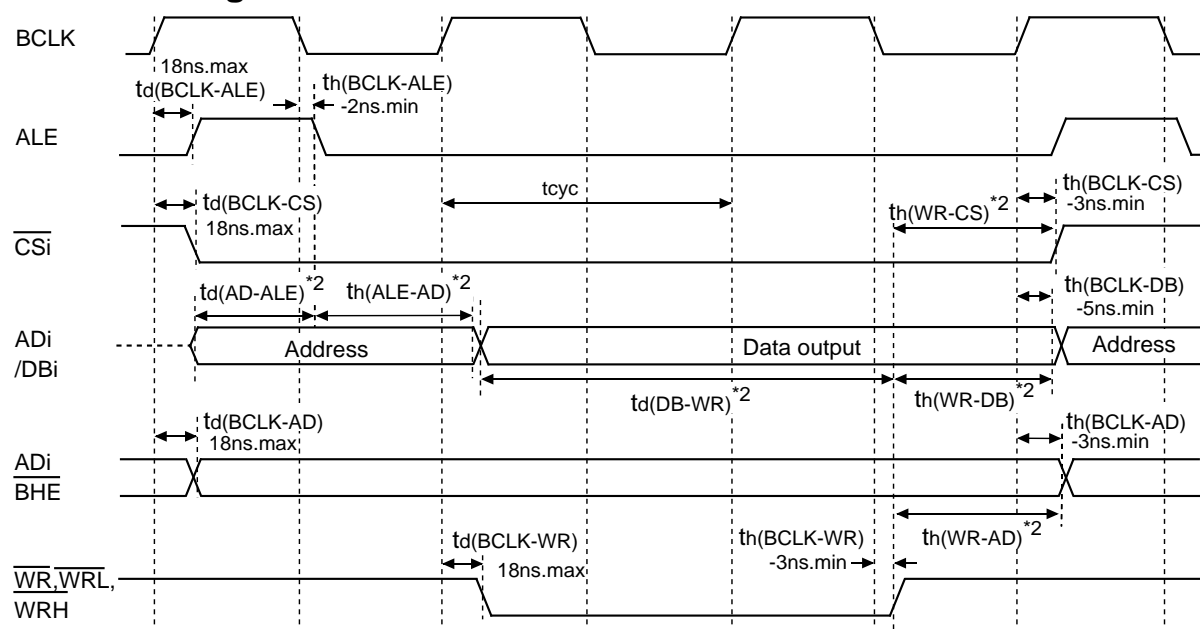 BCLK
18ns.max
td(BCLK-ALE)
th(BCLK-ALE)
-2ns.min
ALE
tcyc
td(BCLK-CS)
18ns.max
th(BCLK-CS)
-3ns.min
th(WR-CS)*2
CSi
td(AD-ALE)*2
th(ALE-AD)*2
th(BCLK-DB)
-5ns.min
ADi
/DBi
Address
Data output
Address
td(DB-WR)*2
th(WR-DB)*2
td(BCLK-AD)
18ns.max
th(BCLK-AD)
-3ns.min
ADi
BHE
th(WR-AD)*2
td(BCLK-WR)
18ns.max
th(BCLK-WR)
-3ns.min
WR,WRL,
WRH